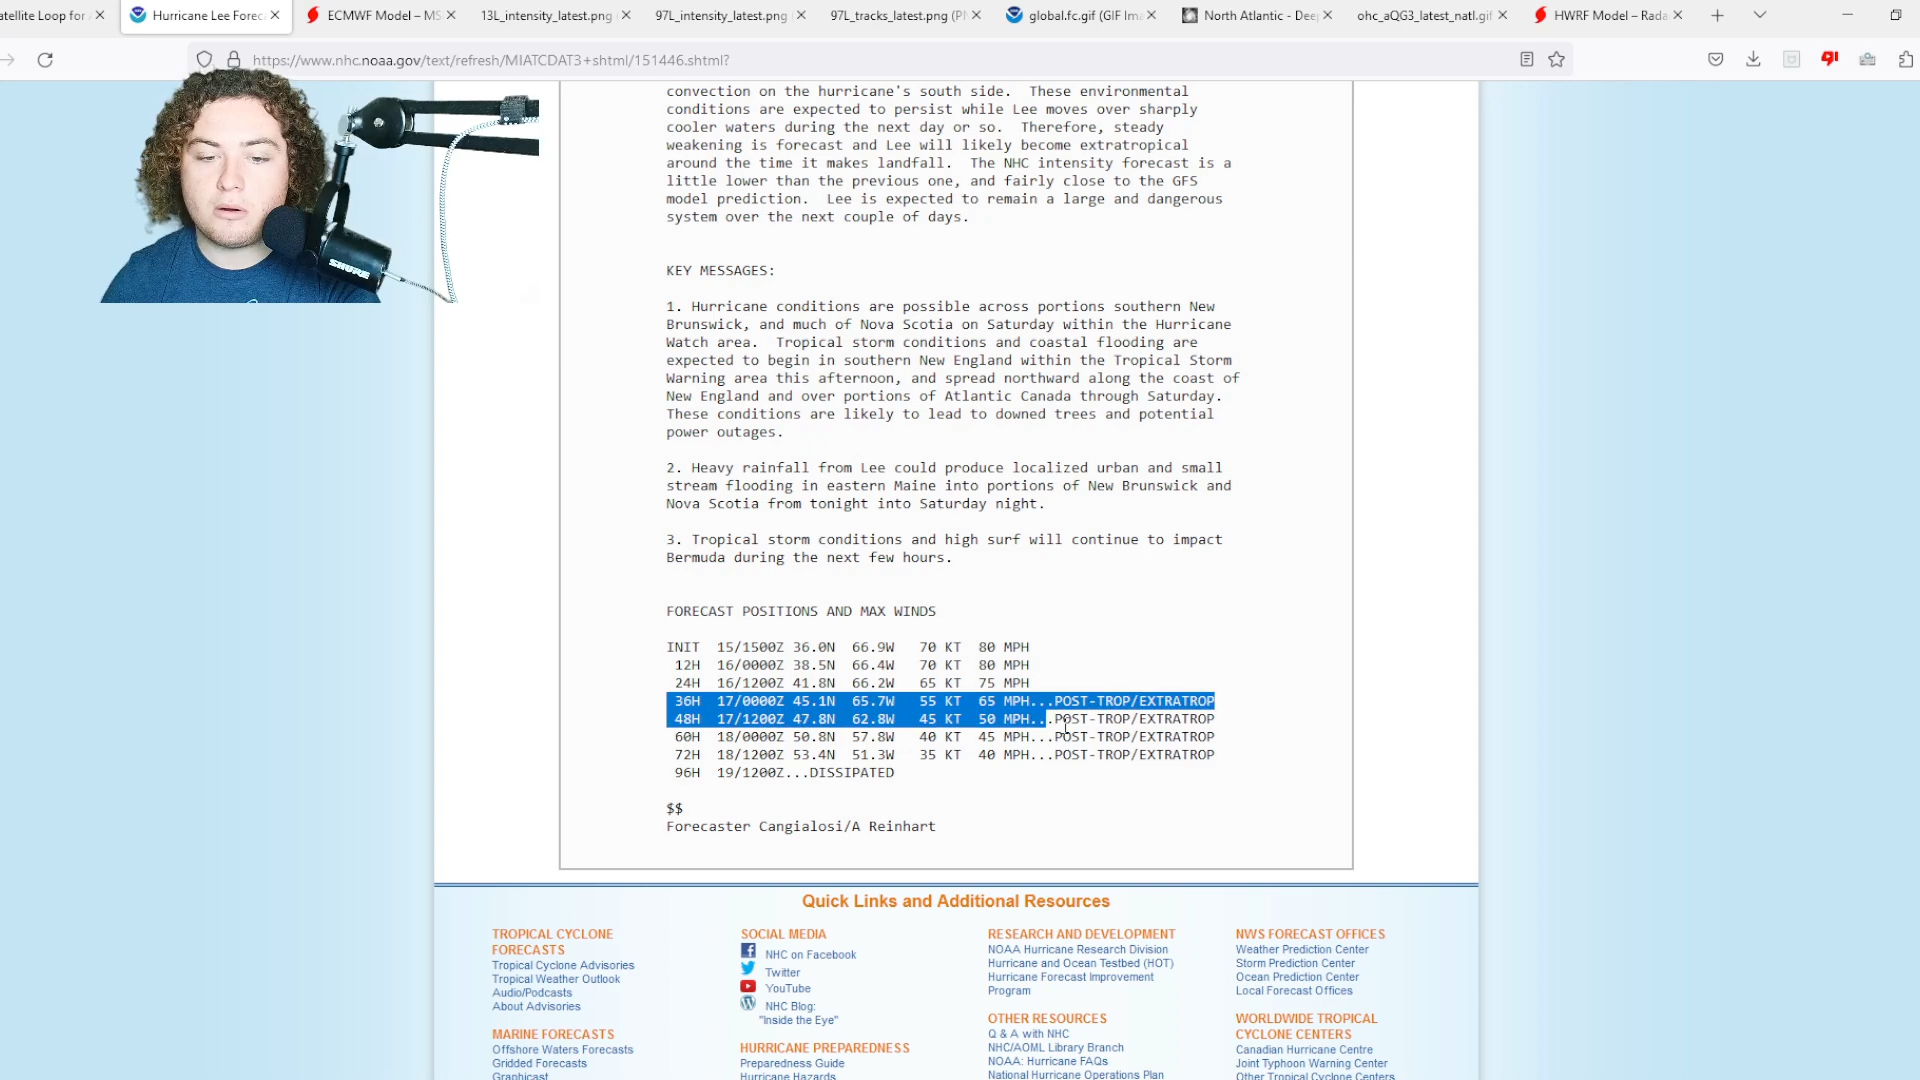 atellite Loop for A
Hurricane Lee Forec
ECMWF Model – MS
13L_intensity_latest.png
97L_intensity_latest.png
97L_tracks_latest.png (P
global.fc.gif (GIF Im
North Atlantic - Dee
ohc_aQG3_latest_natl.gif
HWRF Model – Rada
https://www.nhc.noaa.gov/text/refresh/MIATCDAT3+shtml/151446.shtml?
SHURE
convection on the hurricane's south side. These environmental
conditions are expected to persist while Lee moves over sharply
cooler waters during the next day or so. Therefore, steady
weakening is forecast and Lee will likely become extratropical
around the time it makes landfall. The NHC intensity forecast is a
little lower than the previous one, and fairly close to the GFS
model prediction. Lee is expected to remain a large and dangerous
system over the next couple of days.
KEY MESSAGES:
1. Hurricane conditions are possible across portions southern New
Brunswick, and much of Nova Scotia on Saturday within the Hurricane
Watch area. Tropical storm conditions and coastal flooding are
expected to begin in southern New England within the Tropical Storm
Warning area this afternoon, and spread northward along the coast of
New England and over portions of Atlantic Canada through Saturday.
These conditions are likely to lead to downed trees and potential
power outages.
2. Heavy rainfall from Lee could produce localized urban and small
stream flooding in eastern Maine into portions of New Brunswick and
Nova Scotia from tonight into Saturday night.
3. Tropical storm conditions and high surf will continue to impact
Bermuda during the next few hours.
FORECAST POSITIONS AND MAX WINDS
INIT 15/1500Z 36.0N 66.9W 70 KT 80 MPH
12H 16/0000Z 38.5N 66.4W 70 KT 80 MPH
24H 16/1200Z 41.8N 66.2W 65 KT 75 MPH
36H 17/0000Z 45.1N 65.7W 55 KT 65 MPH...POST-TROP/EXTRATROP
48H 17/1200Z 47.8N 62.8W 45 KT 50 MPH...POST-TROP/EXTRATROP
60H 18/0000Z 50.8N 57.8W 40 KT 45 MPH...POST-TROP/EXTRATROP
72H 18/1200Z 53.4N 51.3W 35 KT 40 MPH...POST-TROP/EXTRATROP
96H 19/1200Z...DISSIPATED
$$
Forecaster Cangialosi/A Reinhart
Quick Links and Additional Resources
TROPICAL CYCLONE
FORECASTS
Tropical Cyclone Advisories
Tropical Weather Outlook
Audio/Podcasts
About Advisories
MARINE FORECASTS
Offshore Waters Forecasts
Gridded Forecasts
Graphicast
SOCIAL MEDIA
NHC on Facebook
Twitter
YouTube
NHC Blog:
"Inside the Eye"
HURRICANE PREPAREDNESS
Preparedness Guide
Hurricane Hazards
RESEARCH AND DEVELOPMENT
NOAA Hurricane Research Division
Hurricane and Ocean Testbed (HOT)
Hurricane Forecast Improvement
Program
OTHER RESOURCES
Q & A with NHC
NHC/AOML Library Branch
NOAA: Hurricane FAQs
National Hurricane Operations Plan
NWS FORECAST OFFICES
Weather Prediction Center
Storm Prediction Center
Ocean Prediction Center
Local Forecast Offices
WORLDWIDE TROPICAL
CYCLONE CENTERS
Canadian Hurricane Centre
Joint Typhoon Warning Center
Other Tropical Cyclone Centers